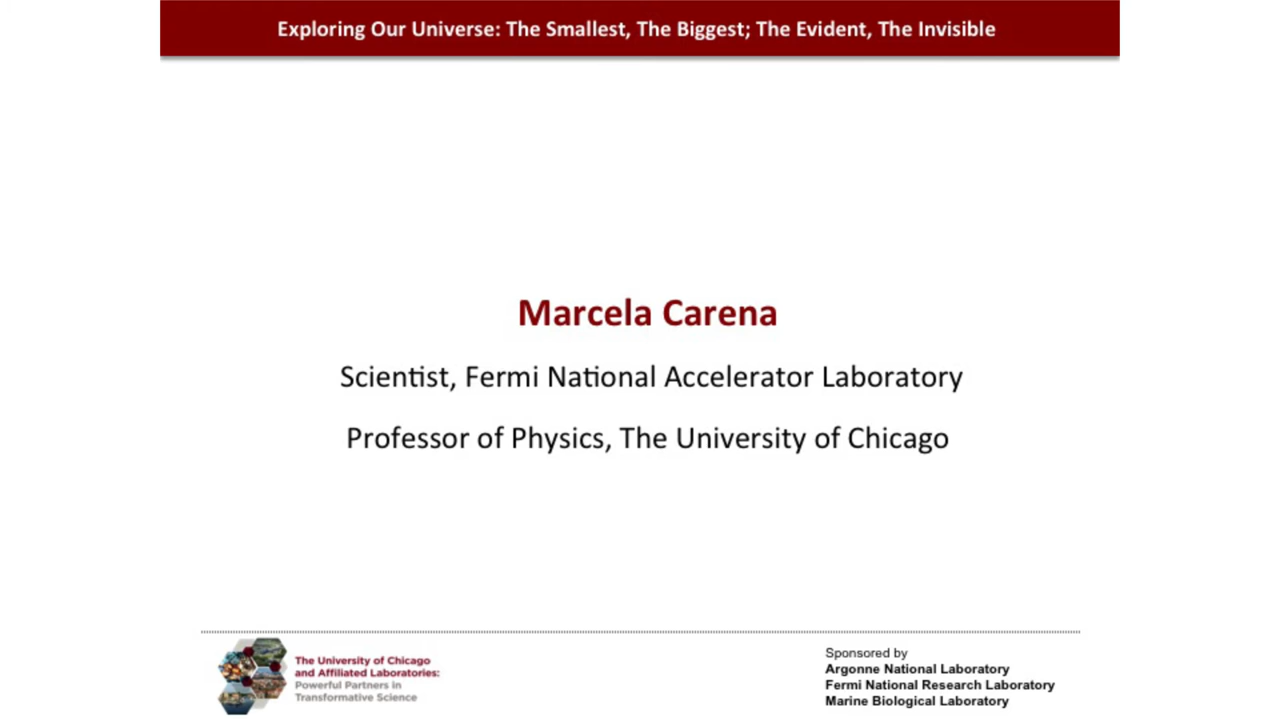 Exploring Our Universe: The Smallest, The Biggest; The Evident, The Invisible
Marcela Carena
Scientist, Fermi National Accelerator Laboratory
Professor of Physics, The University of Chicago
The University of Chicago
and Affiliated Laboratories:
Powerful Partners in
Transformative Science
Sponsored by
Argonne National Laboratory
Fermi National Research Laboratory
Marine Biological Laboratory